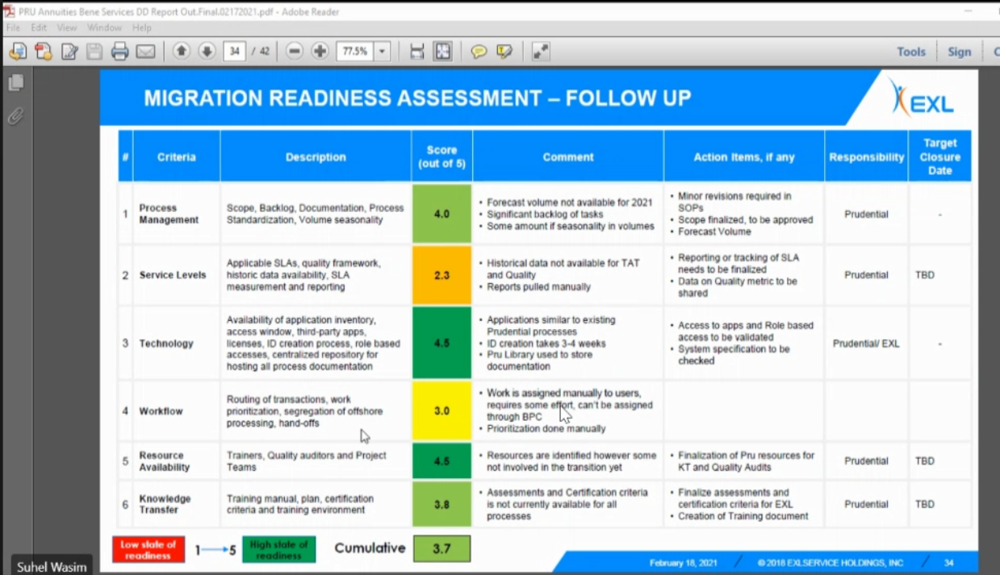 PRU Annuities Bene Services DD Report Out.Final.02172021.pdf - Adobe Reader
File Edit View Window Help
34 / 42 77.5% Tools Sign
MIGRATION READINESS ASSESSMENT – FOLLOW UP
EXL
# Criteria Description Score (out of 5) Comment Action Items, if any Responsibility Target Closure Date
1 Process Management
Scope, Backlog, Documentation, Process
Standardization, Volume seasonality
4.0
• Forecast volume not available for 2021
• Significant backlog of tasks
• Some amount if seasonality in volumes
• Minor revisions required in
SOPs
• Scope finalized, to be approved
• Forecast Volume
Prudential
-
2 Service Levels
Applicable SLAs, quality framework,
historic data availability, SLA
measurement and reporting
2.3
• Historical data not available for TAT
and Quality
• Reports pulled manually
• Reporting or tracking of SLA
needs to be finalized
• Data on Quality metric to be
shared
Prudential
TBD
3 Technology
Availability of application inventory,
access window, third-party apps,
licenses, ID creation process, role based
accesses, centralized repository for
hosting all process documentation
4.5
• Applications similar to existing
Prudential processes
• ID creation takes 3-4 weeks
• Pru Library used to store
documentation
• Access to apps and Role based
access to be validated
• System specification to be
checked
Prudential/ EXL
-
4 Workflow
Routing of transactions, work
prioritization, segregation of offshore
processing, hand-offs
3.0
• Work is assigned manually to users,
requires some effort, can't be assigned
through BPC
• Prioritization done manually
5 Resource Availability
Trainers, Quality auditors and Project
Teams
4.5
• Resources are identified however some
not involved in the transition yet
• Finalization of Pru resources for
KT and Quality Audits
Prudential
TBD
6 Knowledge Transfer
Training manual, plan, certification
criteria and training environment
3.8
• Assessments and Certification criteria
is not currently available for all
processes
• Finalize assessments and
certification criteria for EXL
• Creation of Training document
Prudential
TBD
Low state of readiness 1 5 High state of readiness Cumulative 3.7
Suhel Wasim
February 18, 2021 / © 2018 EXLSERVICE HOLDINGS, INC / 34